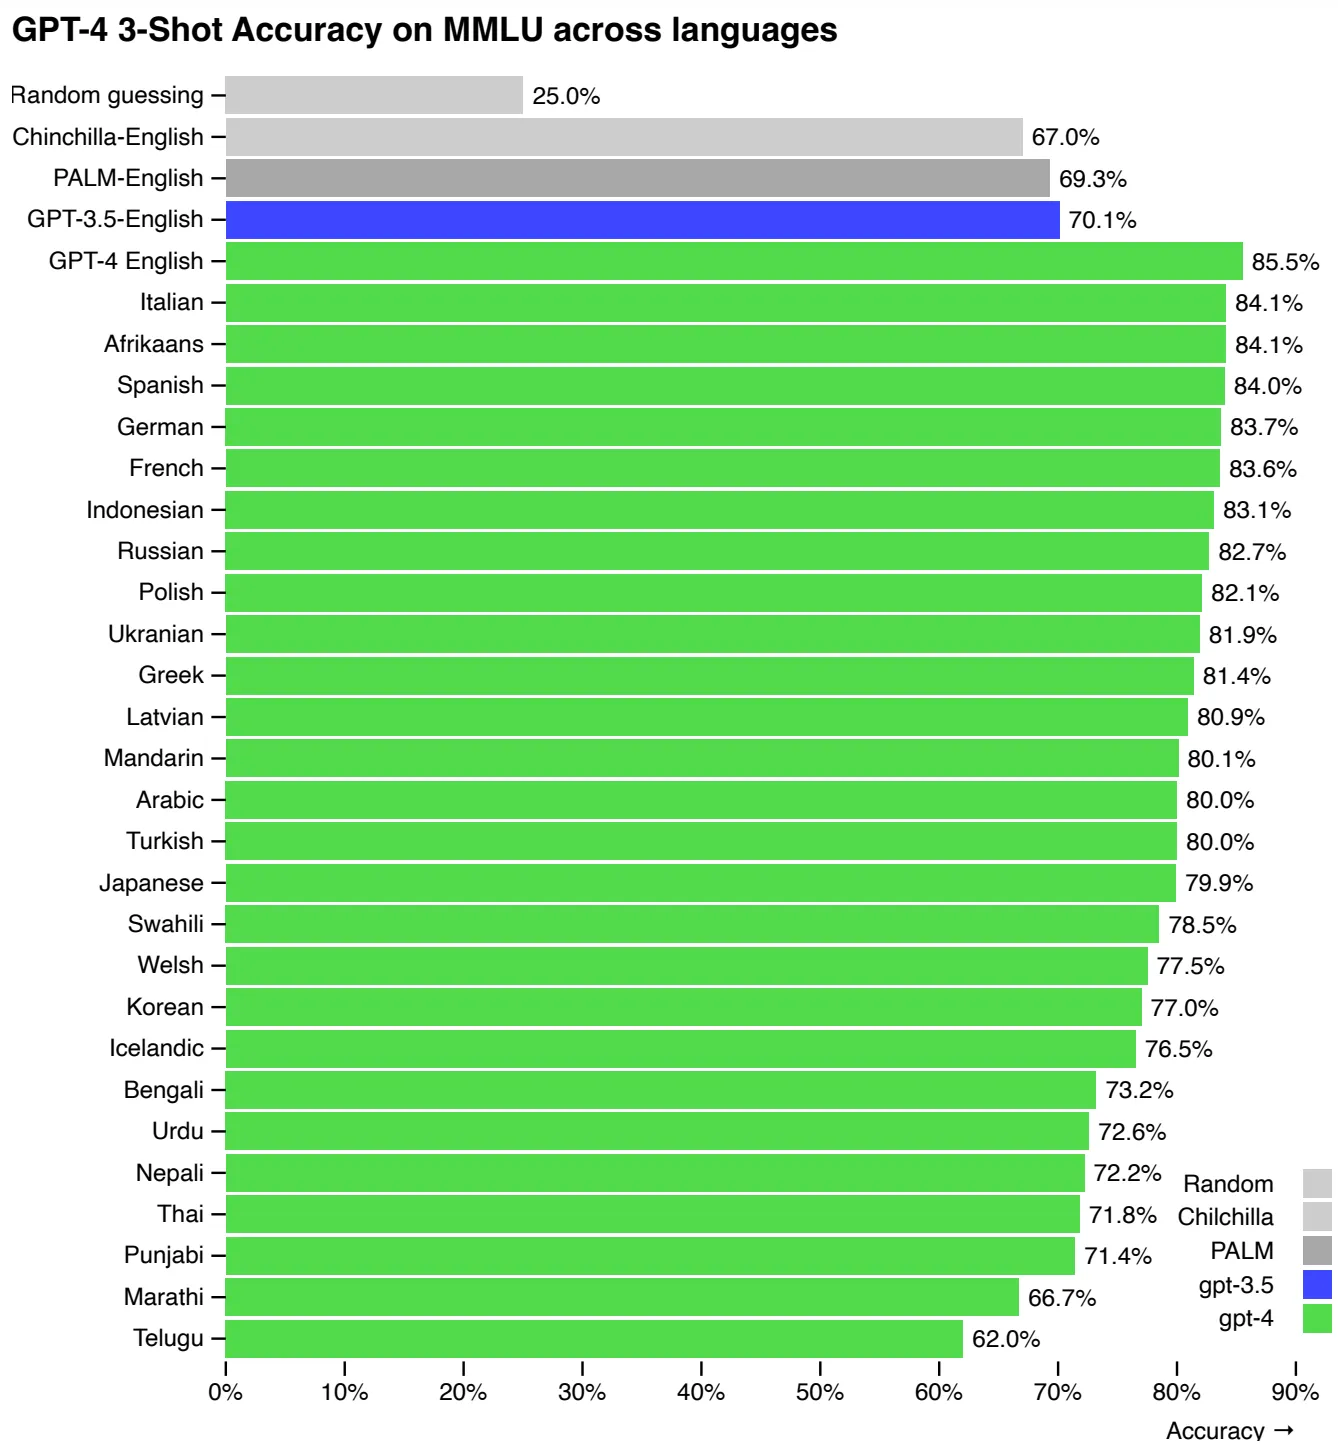 GPT-4 3-Shot Accuracy on MMLU across languages
Random guessing 25.0%
Chinchilla-English 67.0%
PALM-English 69.3%
GPT-3.5-English 70.1%
GPT-4 English 85.5%
Italian 84.1%
Afrikaans 84.1%
Spanish 84.0%
German 83.7%
French 83.6%
Indonesian 83.1%
Russian 82.7%
Polish 82.1%
Ukranian 81.9%
Greek 81.4%
Latvian 80.9%
Mandarin 80.1%
Arabic 80.0%
Turkish 80.0%
Japanese 79.9%
Swahili 78.5%
Welsh 77.5%
Korean 77.0%
Icelandic 76.5%
Bengali 73.2%
Urdu 72.6%
Nepali 72.2%
Thai 71.8%
Punjabi 71.4%
Marathi 66.7%
Telugu 62.0%
Random
Chilchilla
PALM
gpt-3.5
gpt-4
0% 10% 20% 30% 40% 50% 60% 70% 80% 90%
Accuracy →